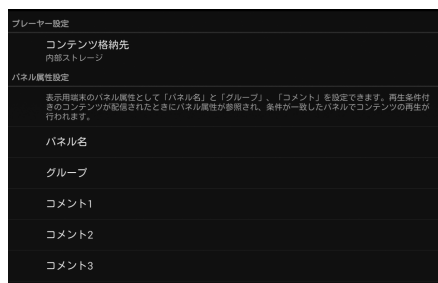 プレーヤー設定
コンテンツ格納先
内部ストレージ
パネル属性設定
表示用端末のパネル属性として「パネル名」と「グループ」、「コメント」を設定できます。再生条件付
きのコンテンツが配信されたときにパネル属性が参照され、条件が一致したパネルでコンテンツの再生が
行われます。
パネル名
グループ
コメント1
コメント2
コメント3